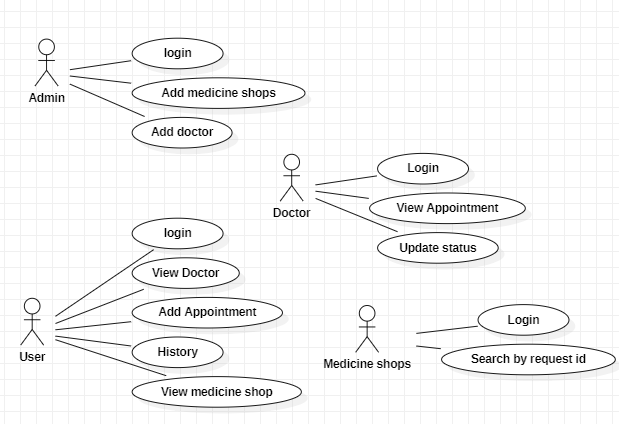 login
Admin
Add medicine shops
Add doctor
Login
Doctor
View Appointment
Update status
login
View Doctor
Add Appointment
User
History
View medicine shop
Login
Medicine shops
Search by request id